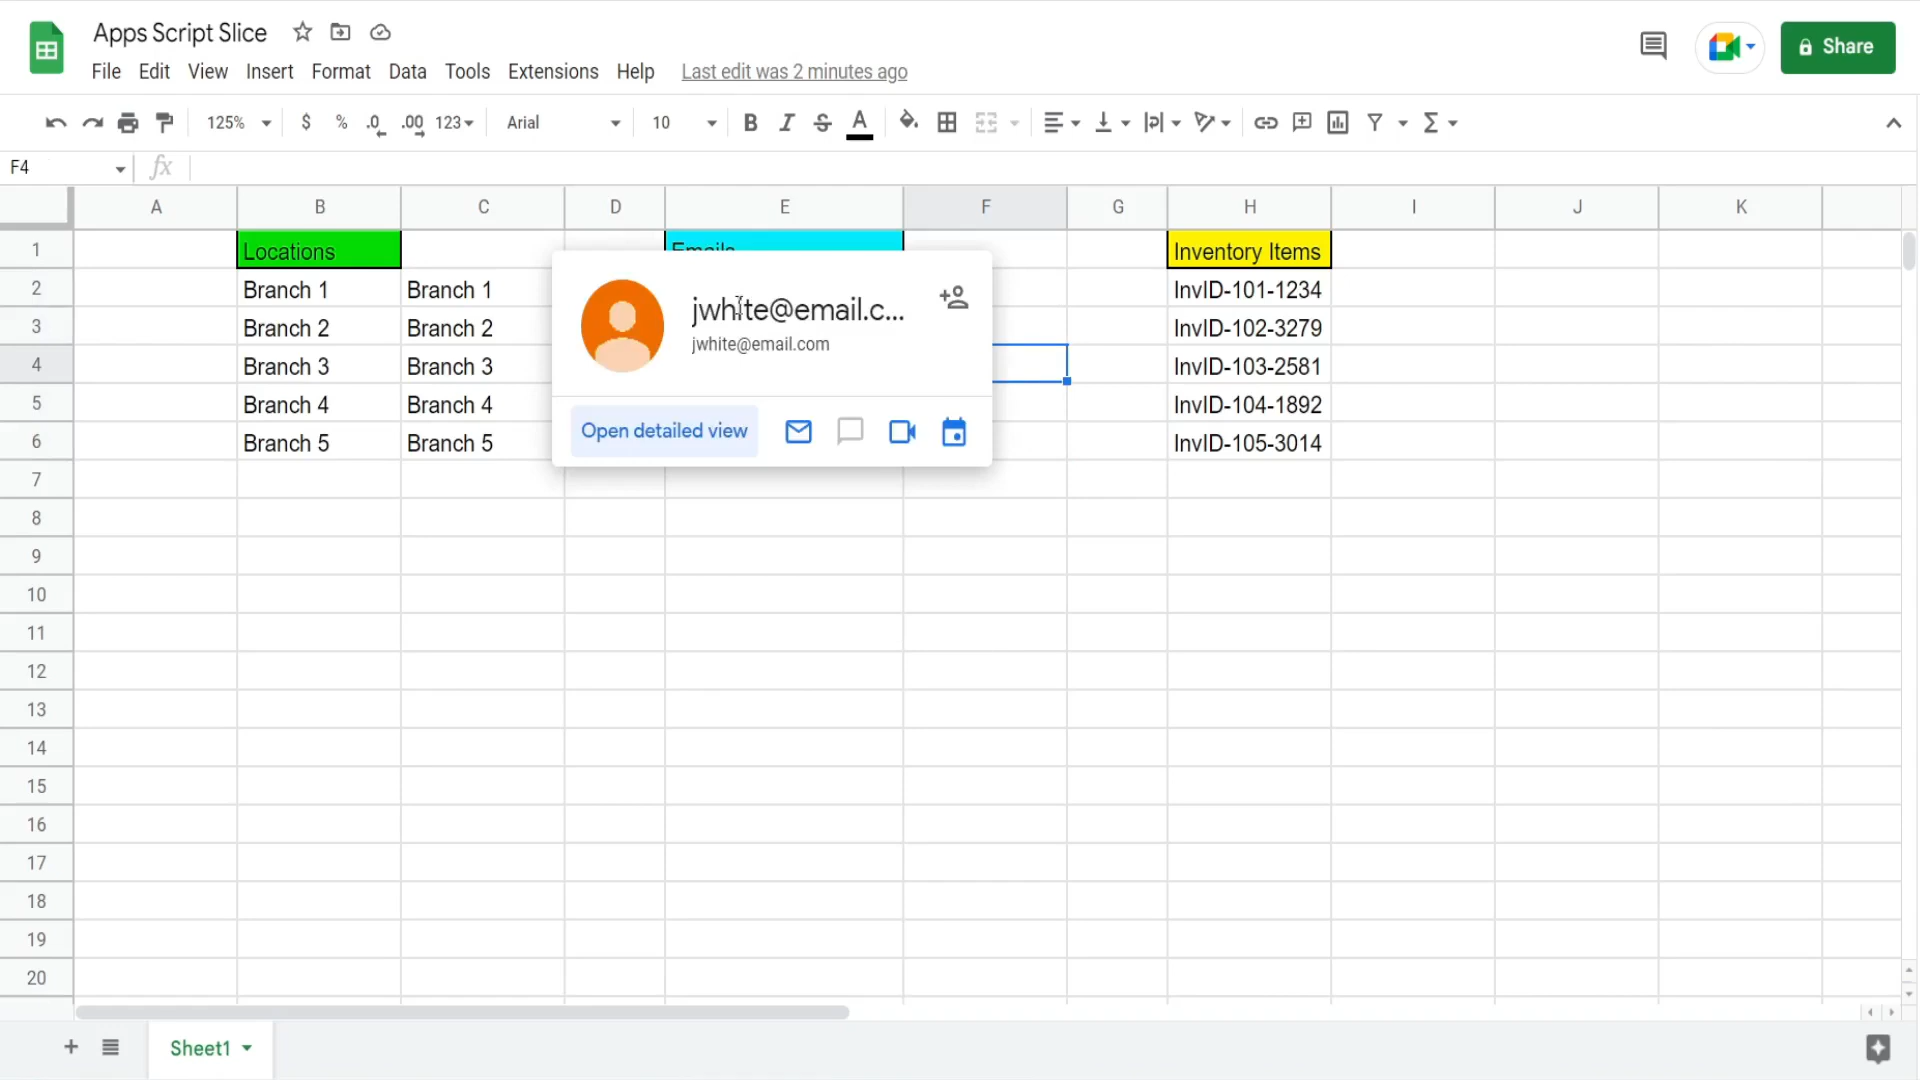 Apps Script Slice
File Edit View Insert Format Data Tools Extensions Help Last edit was 2 minutes ago
Share
125% $ % .0 .00 123 Arial 10 B I S A
F4 fx
A B C D E F G H I J K
1 Locations Emails Inventory Items
2 Branch 1 Branch 1 InvID-101-1234
3 Branch 2 Branch 2 InvID-102-3279
4 Branch 3 Branch 3 InvID-103-2581
5 Branch 4 Branch 4 InvID-104-1892
6 Branch 5 Branch 5 InvID-105-3014
jwhite@email.c...
jwhite@email.com
Open detailed view
7
8
9
10
11
12
13
14
15
16
17
18
19
20
Sheet1